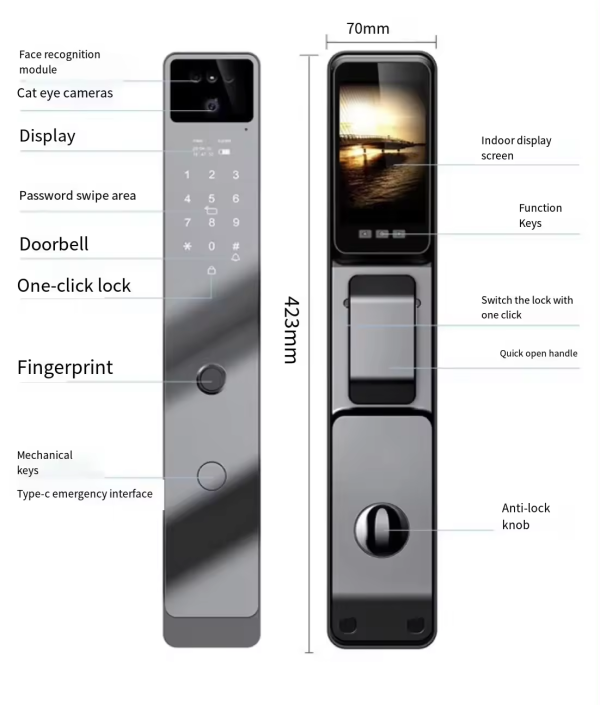 70mm
Face recognition
module
Cat eye cameras
Display
Password swipe area
Doorbell
One-click lock
Fingerprint
Mechanical
keys
Type-c emergency interface
1 2 3
4 5 6
7 8 9
* 0 #
423mm
Indoor display
screen
Function
Keys
Switch the lock with
one click
Quick open handle
Anti-lock
knob